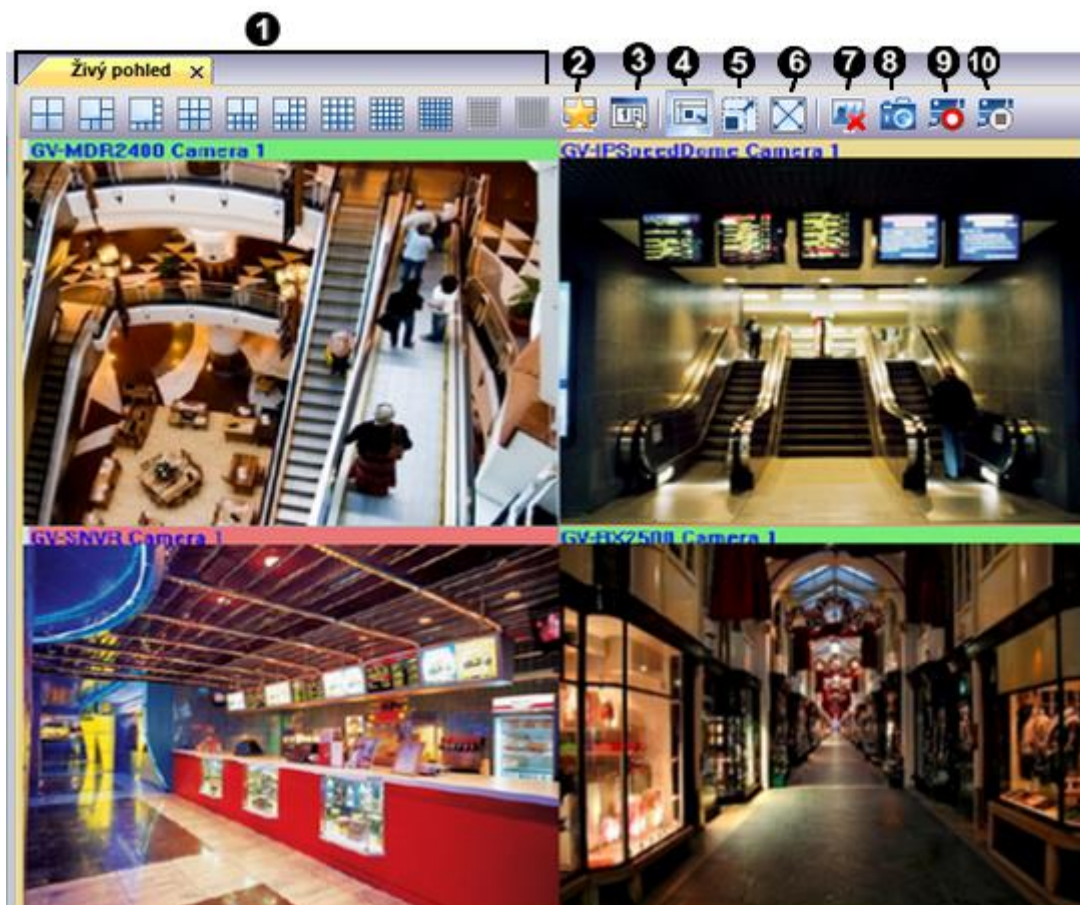 1
Živý pohled x
2 3 4 5 6 7 8 9 10
GV-MDR2400 Camera 1
GV-IPSpeedDome Camera 1
GV-SNVR Camera 1
GV-RX2500 Camera 1